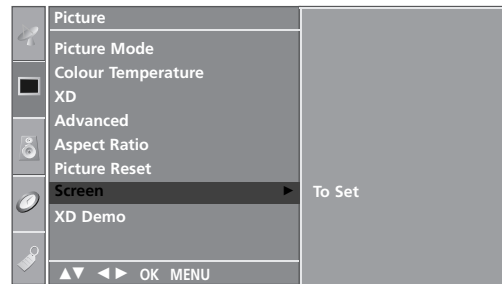 Picture
Picture Mode
Colour Temperature
XD
Advanced
Aspect Ratio
Picture Reset
Screen ► To Set
XD Demo
▲▼ ◄► OK MENU